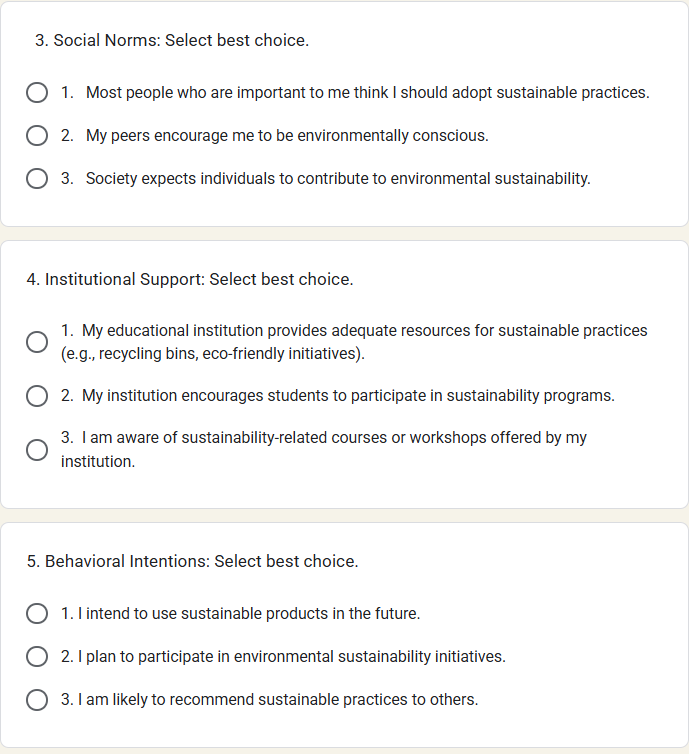 3. Social Norms: Select best choice.
1. Most people who are important to me think I should adopt sustainable practices.
2. My peers encourage me to be environmentally conscious.
3. Society expects individuals to contribute to environmental sustainability.
4. Institutional Support: Select best choice.
1. My educational institution provides adequate resources for sustainable practices
(e.g., recycling bins, eco-friendly initiatives).
2. My institution encourages students to participate in sustainability programs.
3. I am aware of sustainability-related courses or workshops offered by my
institution.
5. Behavioral Intentions: Select best choice.
1. I intend to use sustainable products in the future.
2. I plan to participate in environmental sustainability initiatives.
3. I am likely to recommend sustainable practices to others.